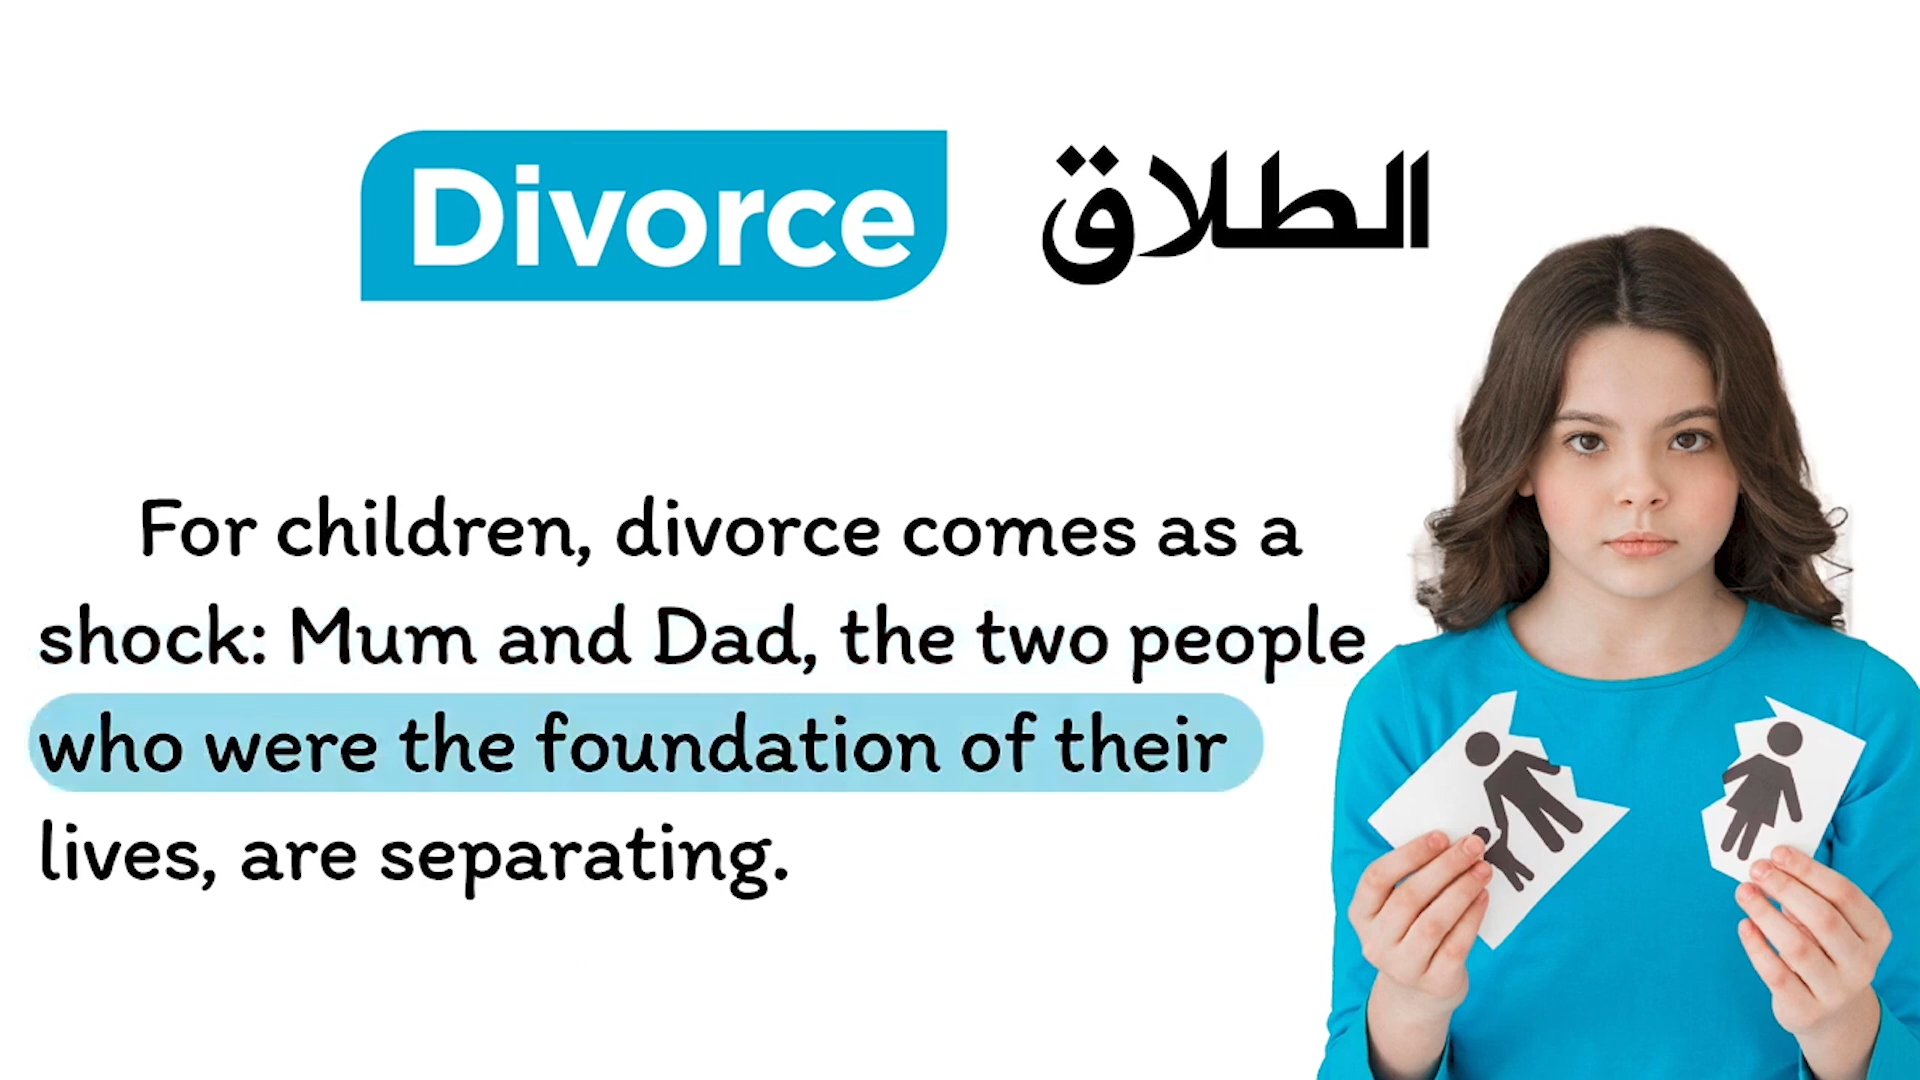 Divorce الطلاق
For children, divorce comes as a
shock: Mum and Dad, the two people
who were the foundation of their
lives, are separating.